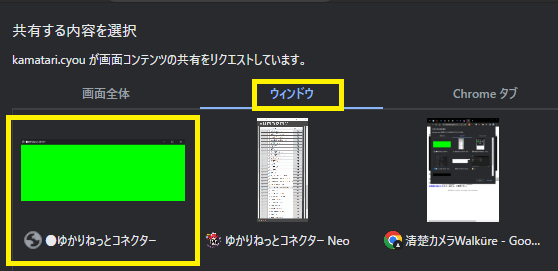 共有する内容を選択
kamatari.cyou が画面コンテンツの共有をリクエストしています。
画面全体
ウィンドウ
Chrome タブ
●ゆかりねっとコネクター
ゆかりねっとコネクター Neo
清楚カメラWalküre - Goo...